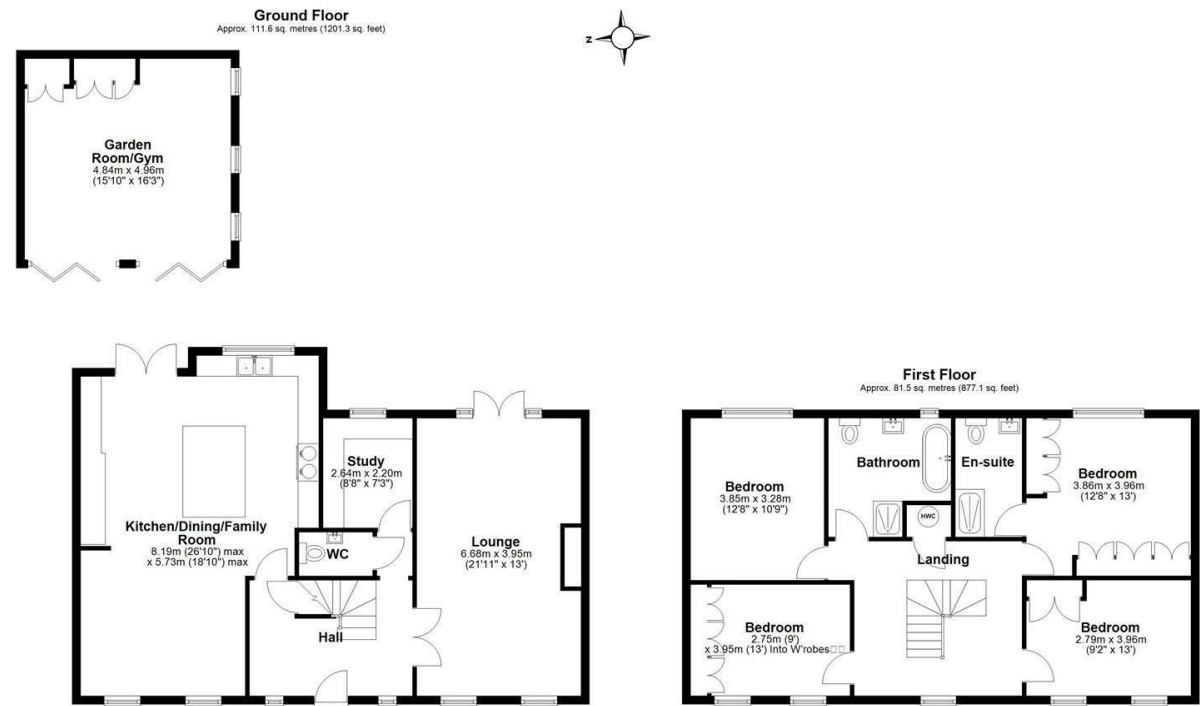 Ground Floor
Approx. 111.6 sq. metres (1201.3 sq. feet)
z
Garden
Room/Gym
4.84m x 4.96m
(15'10" x 16'3")
Kitchen/Dining/Family
Room
8.19m (26'10") max
x 5.73m (18'10") max
Study
2.64m x 2.20m
(8'8" x 7'3")
WC
Hall
Lounge
6.68m x 3.95m
(21'11" x 13')
First Floor
Approx. 81.5 sq. metres (877.1 sq. feet)
Bedroom
3.85m x 3.28m
(12'8" x 10'9")
Bathroom
En-suite
Bedroom
3.86m x 3.96m
(12'8" x 13')
HWC
Landing
Bedroom
2.75m (9')
x 3.95m (13') Into W'robes
Bedroom
2.79m x 3.96m
(9'2" x 13')